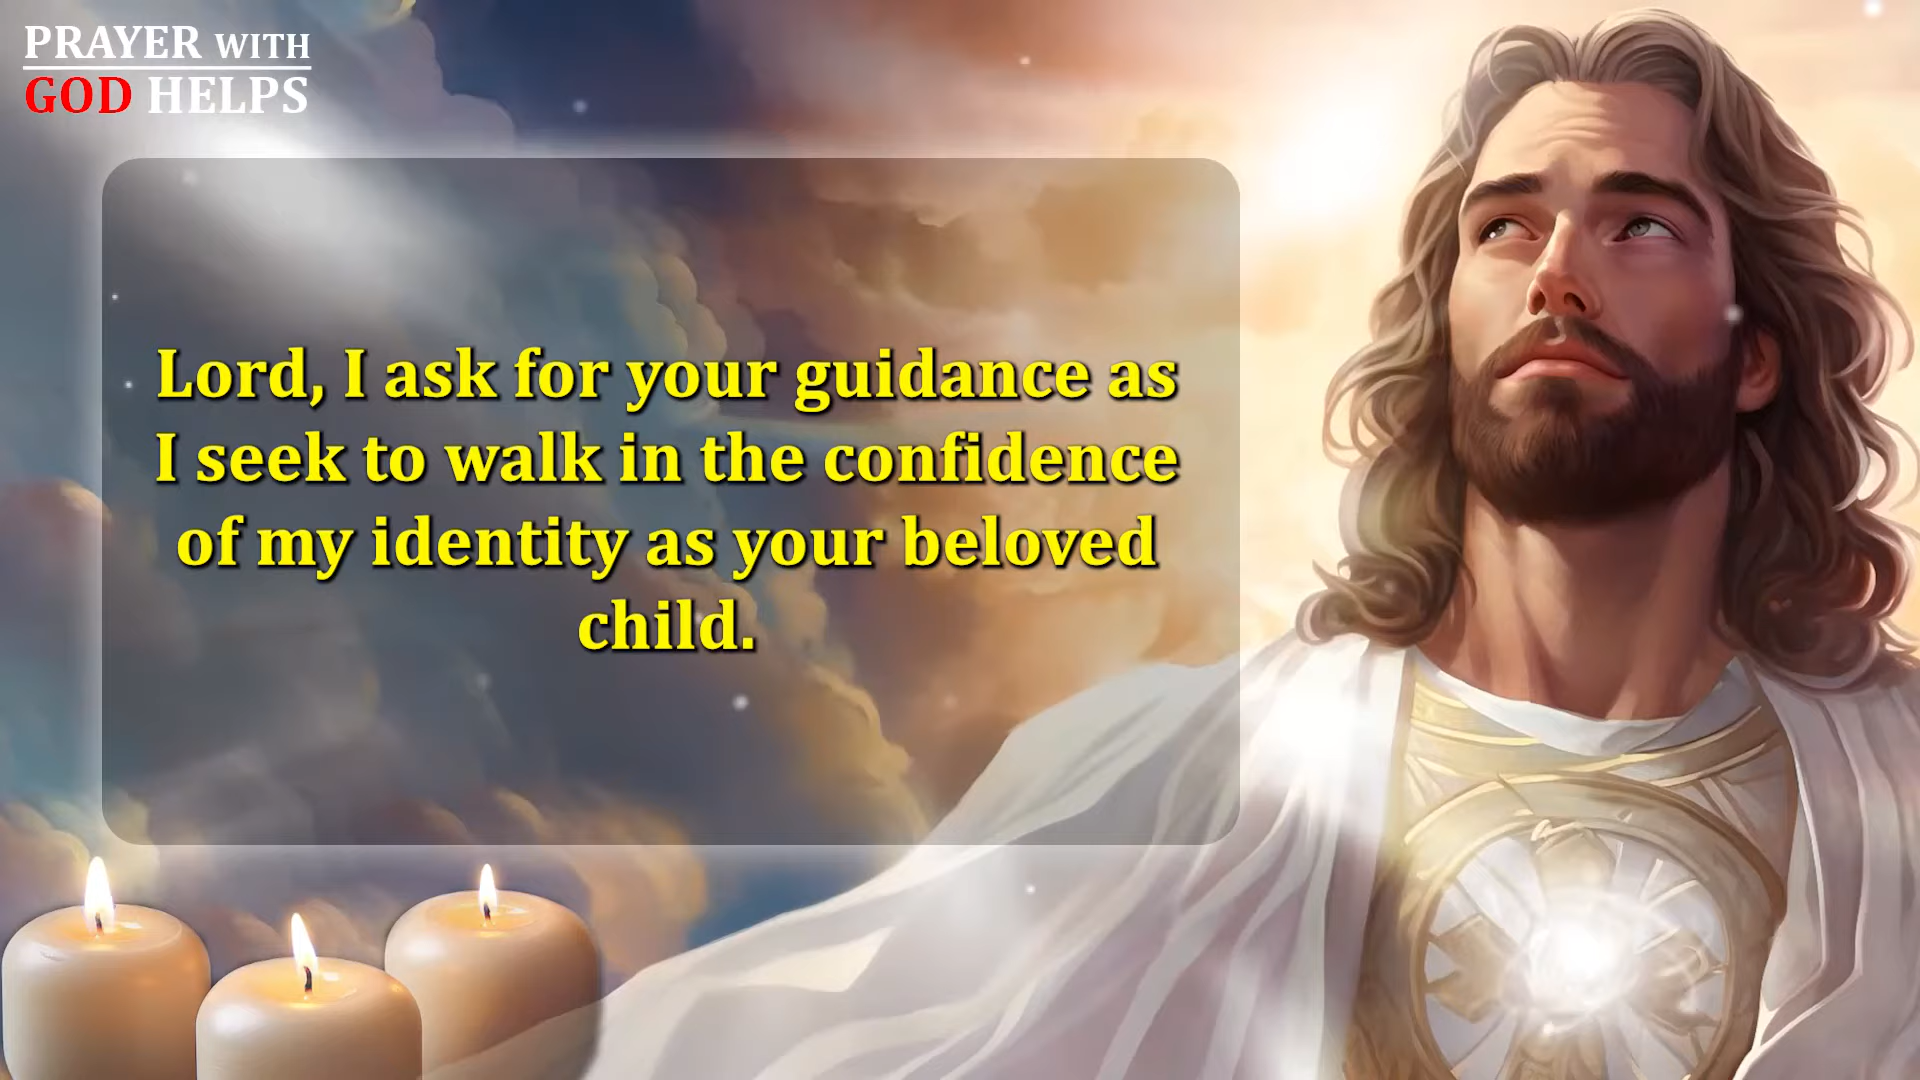 PRAYER WITH
GOD HELPS
Lord, I ask for your guidance as
I seek to walk in the confidence
of my identity as your beloved
child.